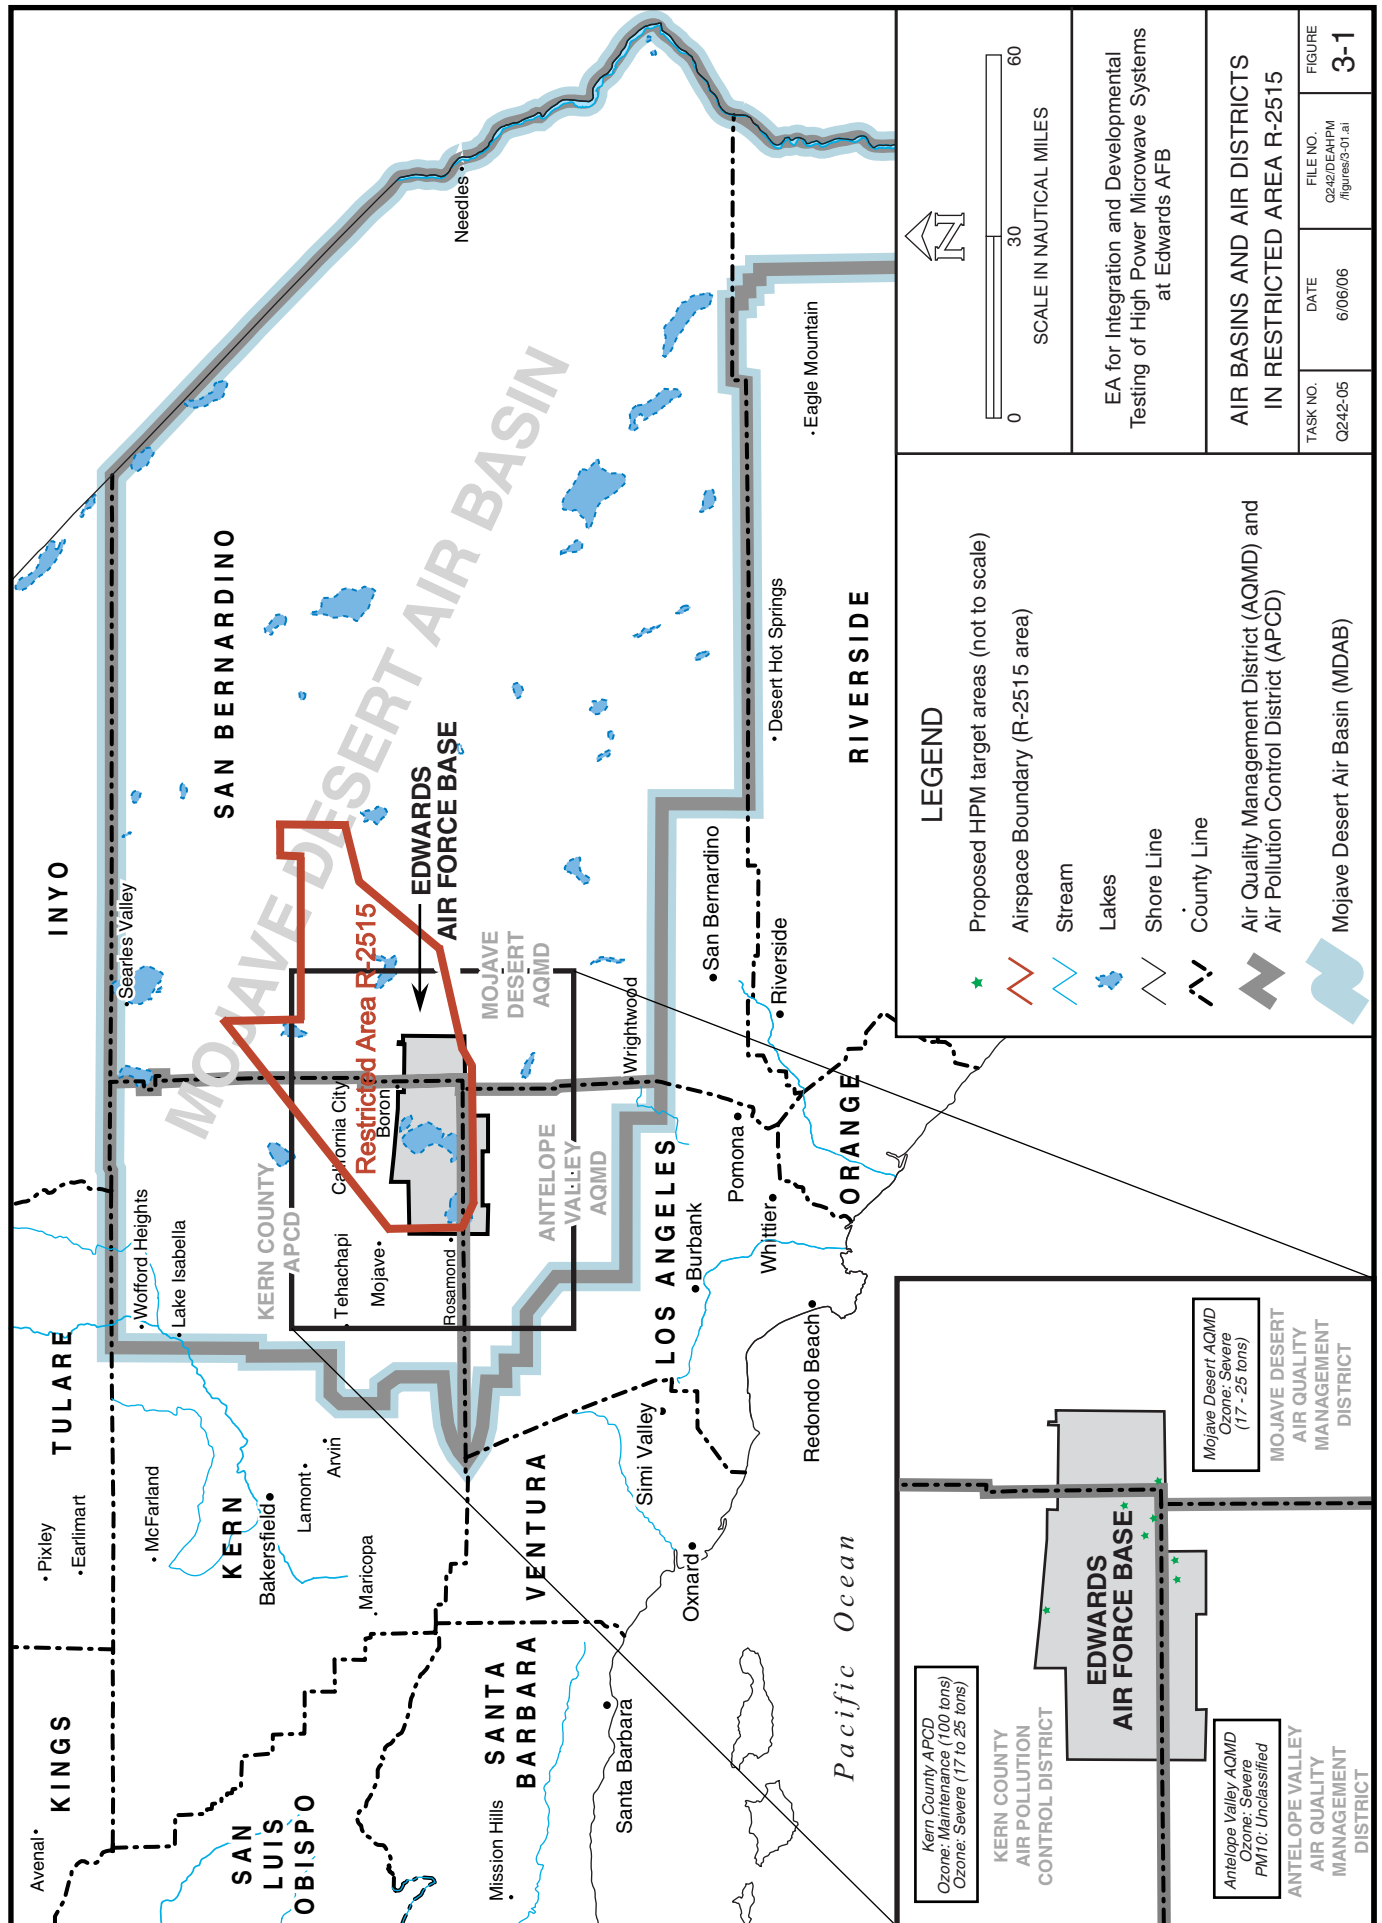 INYO
TULARE
KINGS
KERN
SAN BERNARDINO
SAN
LUIS
OBISPO
SANTA
BARBARA
VENTURA
LOS ANGELES
ORANGE
RIVERSIDE
MOJAVE DESERT AIR BASIN
Avenal
Pixley
Earlimart
McFarland
Bakersfield
Lamont
Arvin
Maricopa
Wofford Heights
Lake Isabella
Searles Valley
Needles
KERN COUNTY
APCD
Tehachapi
Mojave
Rosamond
California City
Boron
Restricted Area R-2515
EDWARDS
AIR FORCE BASE
MOJAVE
DESERT
AQMD
ANTELOPE
VALLEY
AQMD
Wrightwood
Mission Hills
Santa Barbara
Oxnard
Simi Valley
Burbank
Pomona
Whittier
Redondo Beach
San Bernardino
Riverside
Desert Hot Springs
Eagle Mountain
Pacific Ocean
Kern County APCD
Ozone: Maintenance (100 tons)
Ozone: Severe (17 to 25 tons)
KERN COUNTY
AIR POLLUTION
CONTROL DISTRICT
EDWARDS
AIR FORCE BASE
Mojave Desert AQMD
Ozone: Severe
(17 - 25 tons)
MOJAVE DESERT
AIR QUALITY
MANAGEMENT
DISTRICT
Antelope Valley AQMD
Ozone: Severe
PM10: Unclassified
ANTELOPE VALLEY
AIR QUALITY
MANAGEMENT
DISTRICT
LEGEND
Proposed HPM target areas (not to scale)
Airspace Boundary (R-2515 area)
Stream
Lakes
Shore Line
County Line
Air Quality Management District (AQMD) and
Air Pollution Control District (APCD)
Mojave Desert Air Basin (MDAB)
N
0 30 60
SCALE IN NAUTICAL MILES
EA for Integration and Developmental
Testing of High Power Microwave Systems
at Edwards AFB
AIR BASINS AND AIR DISTRICTS
IN RESTRICTED AREA R-2515
TASK NO. DATE FILE NO. FIGURE
Q242-05 6/06/06 Q242/DEAHPM
/figures/3-01.ai
3-1